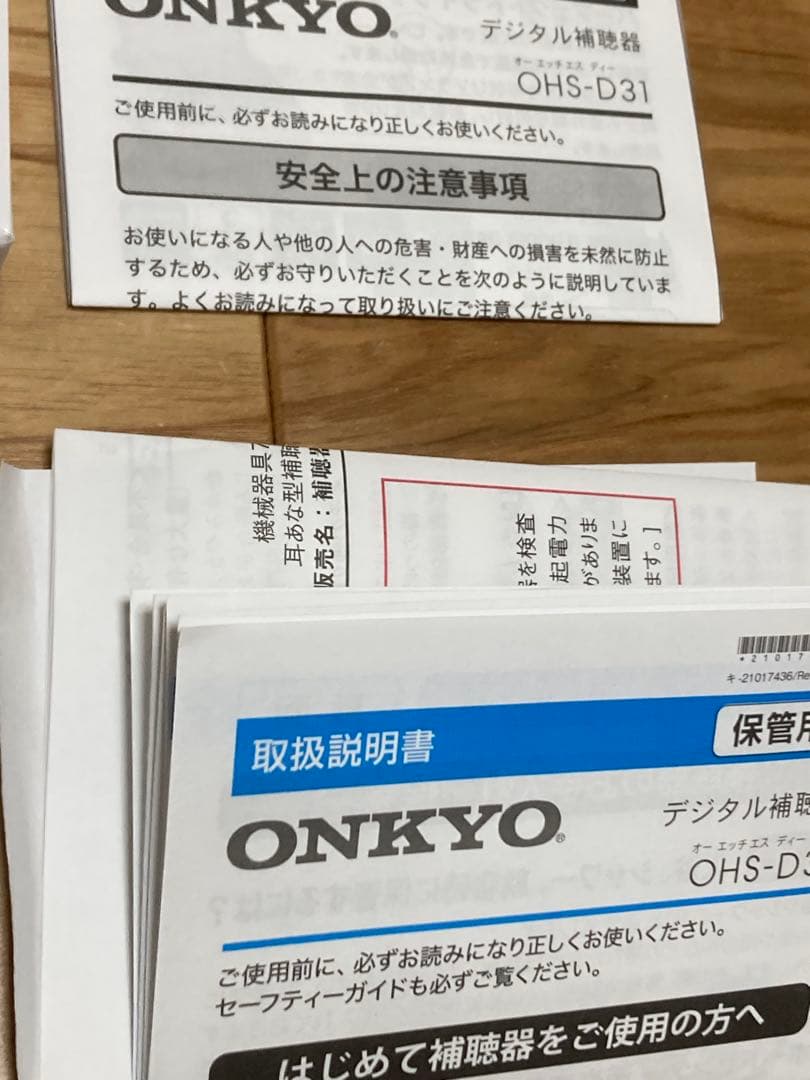 ONKYO®
デジタル補聴器
オー エッチ エス ディー
OHS-D31
ご使用前に、必ずお読みになり正しくお使いください。
安全上の注意事項
お使いになる人や他の人への危害・財産への損害を未然に防止
するため、必ずお守りいただくことを次のように説明していま
す。よくお読みになって取り扱いにご注意ください。
機械器具
耳あな型補聴
販売名:補聴器
を検査
起電力
がありま
装置に
ます。]
*21017
キ-21017436/Re
取扱説明書
保管用
ONKYO®
デジタル補聴
オー エッチ エス ディー
OHS-D3
ご使用前に、必ずお読みになり正しくお使いください。
セーフティーガイドも必ずご覧ください。
はじめて補聴器をご使用の方へ